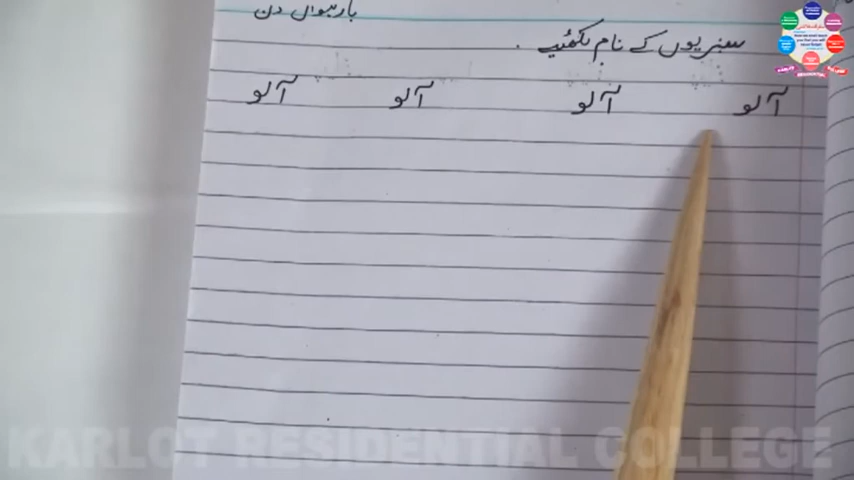 بارہواں دن
سبزیوں کے نام لکھئیے ۔
آلو آلو آلو آلو
KARLOT RESIDENTIAL COLLEGE